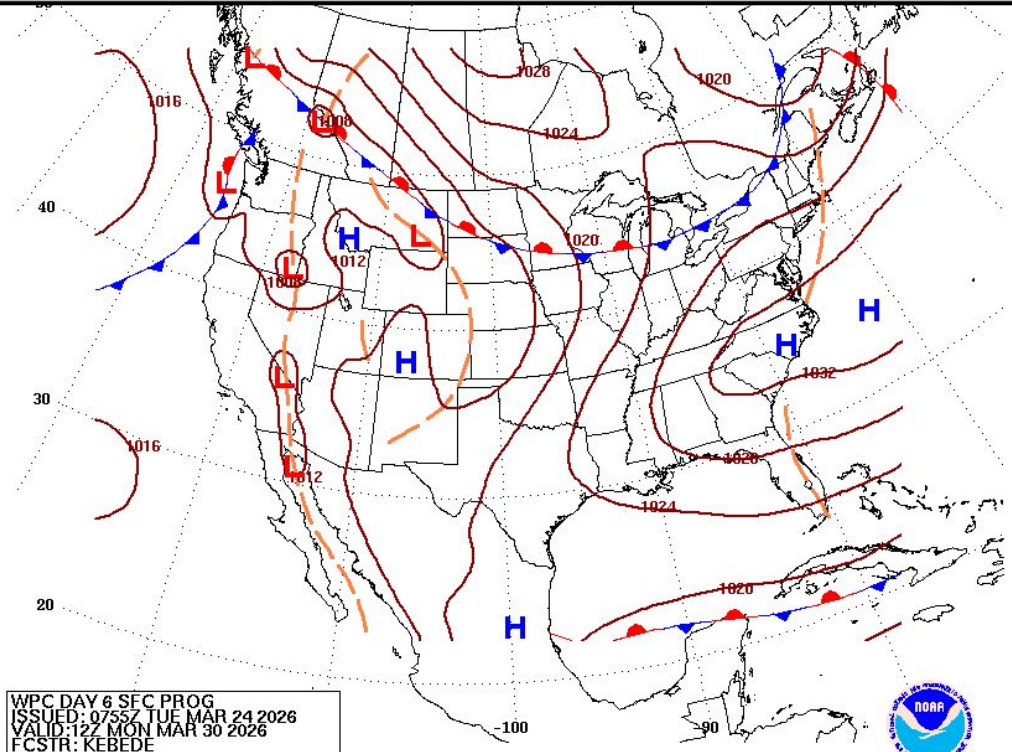 1028
1020
1016
L
1008
L
1024
40
L
H
L
1020
1012
L
1008
H
H
H
L
1032
30
1016
L
1012
1028
1024
20
1020
H
WPC DAY 6 SFC PROG
ISSUED: 0755Z TUE MAR 24 2026
VALID:12Z MON MAR 30 2026
FCSTR: KEBEDE
-100
-90
NOAA